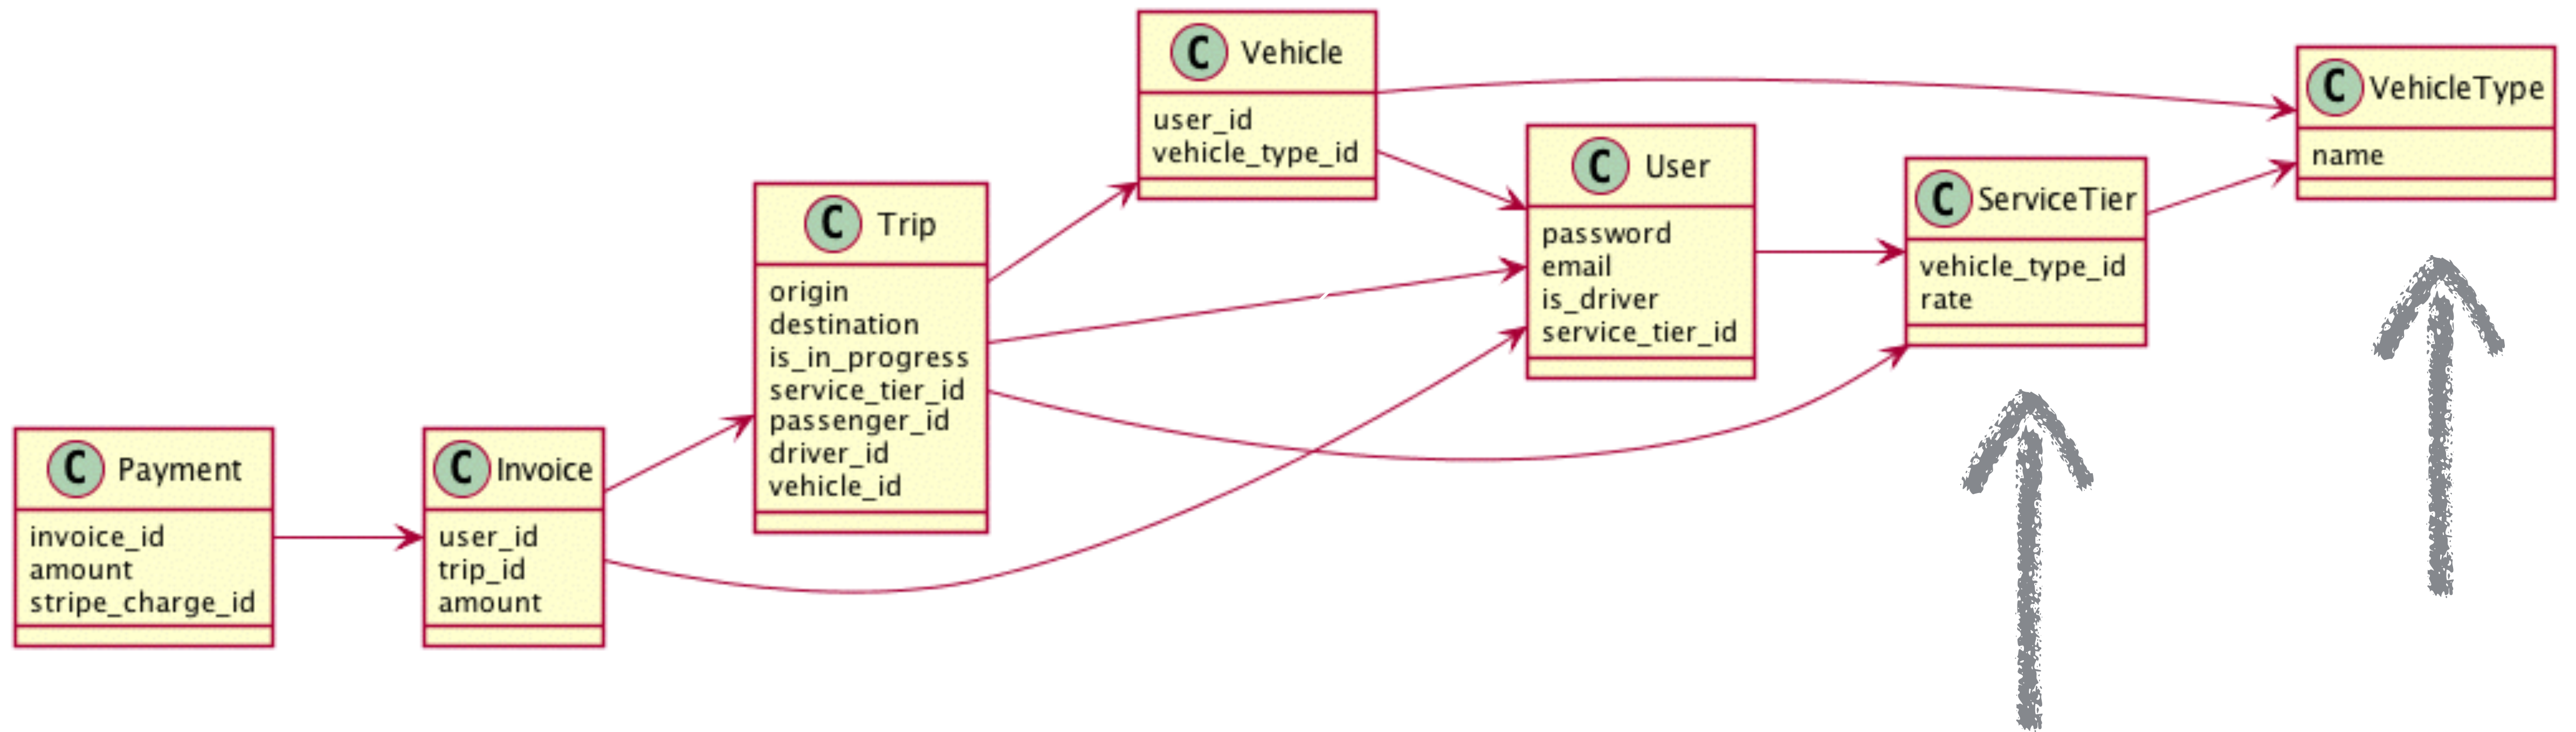 C Payment
invoice_id
amount
stripe_charge_id
C Invoice
user_id
trip_id
amount
C Trip
origin
destination
is_in_progress
service_tier_id
passenger_id
driver_id
vehicle_id
C Vehicle
user_id
vehicle_type_id
C User
password
email
is_driver
service_tier_id
C ServiceTier
vehicle_type_id
rate
C VehicleType
name